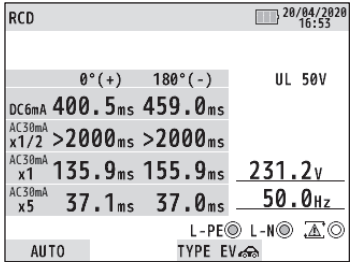 RCD 20/04/2020
16:53
0°(+) 180°(-) UL 50V
DC6mA 400.5ms 459.0ms
AC30mA x1/2 >2000ms >2000ms
AC30mA x1 135.9ms 155.9ms 231.2V
AC30mA x5 37.1ms 37.0ms 50.0Hz
L-PE L-N
AUTO TYPE EV